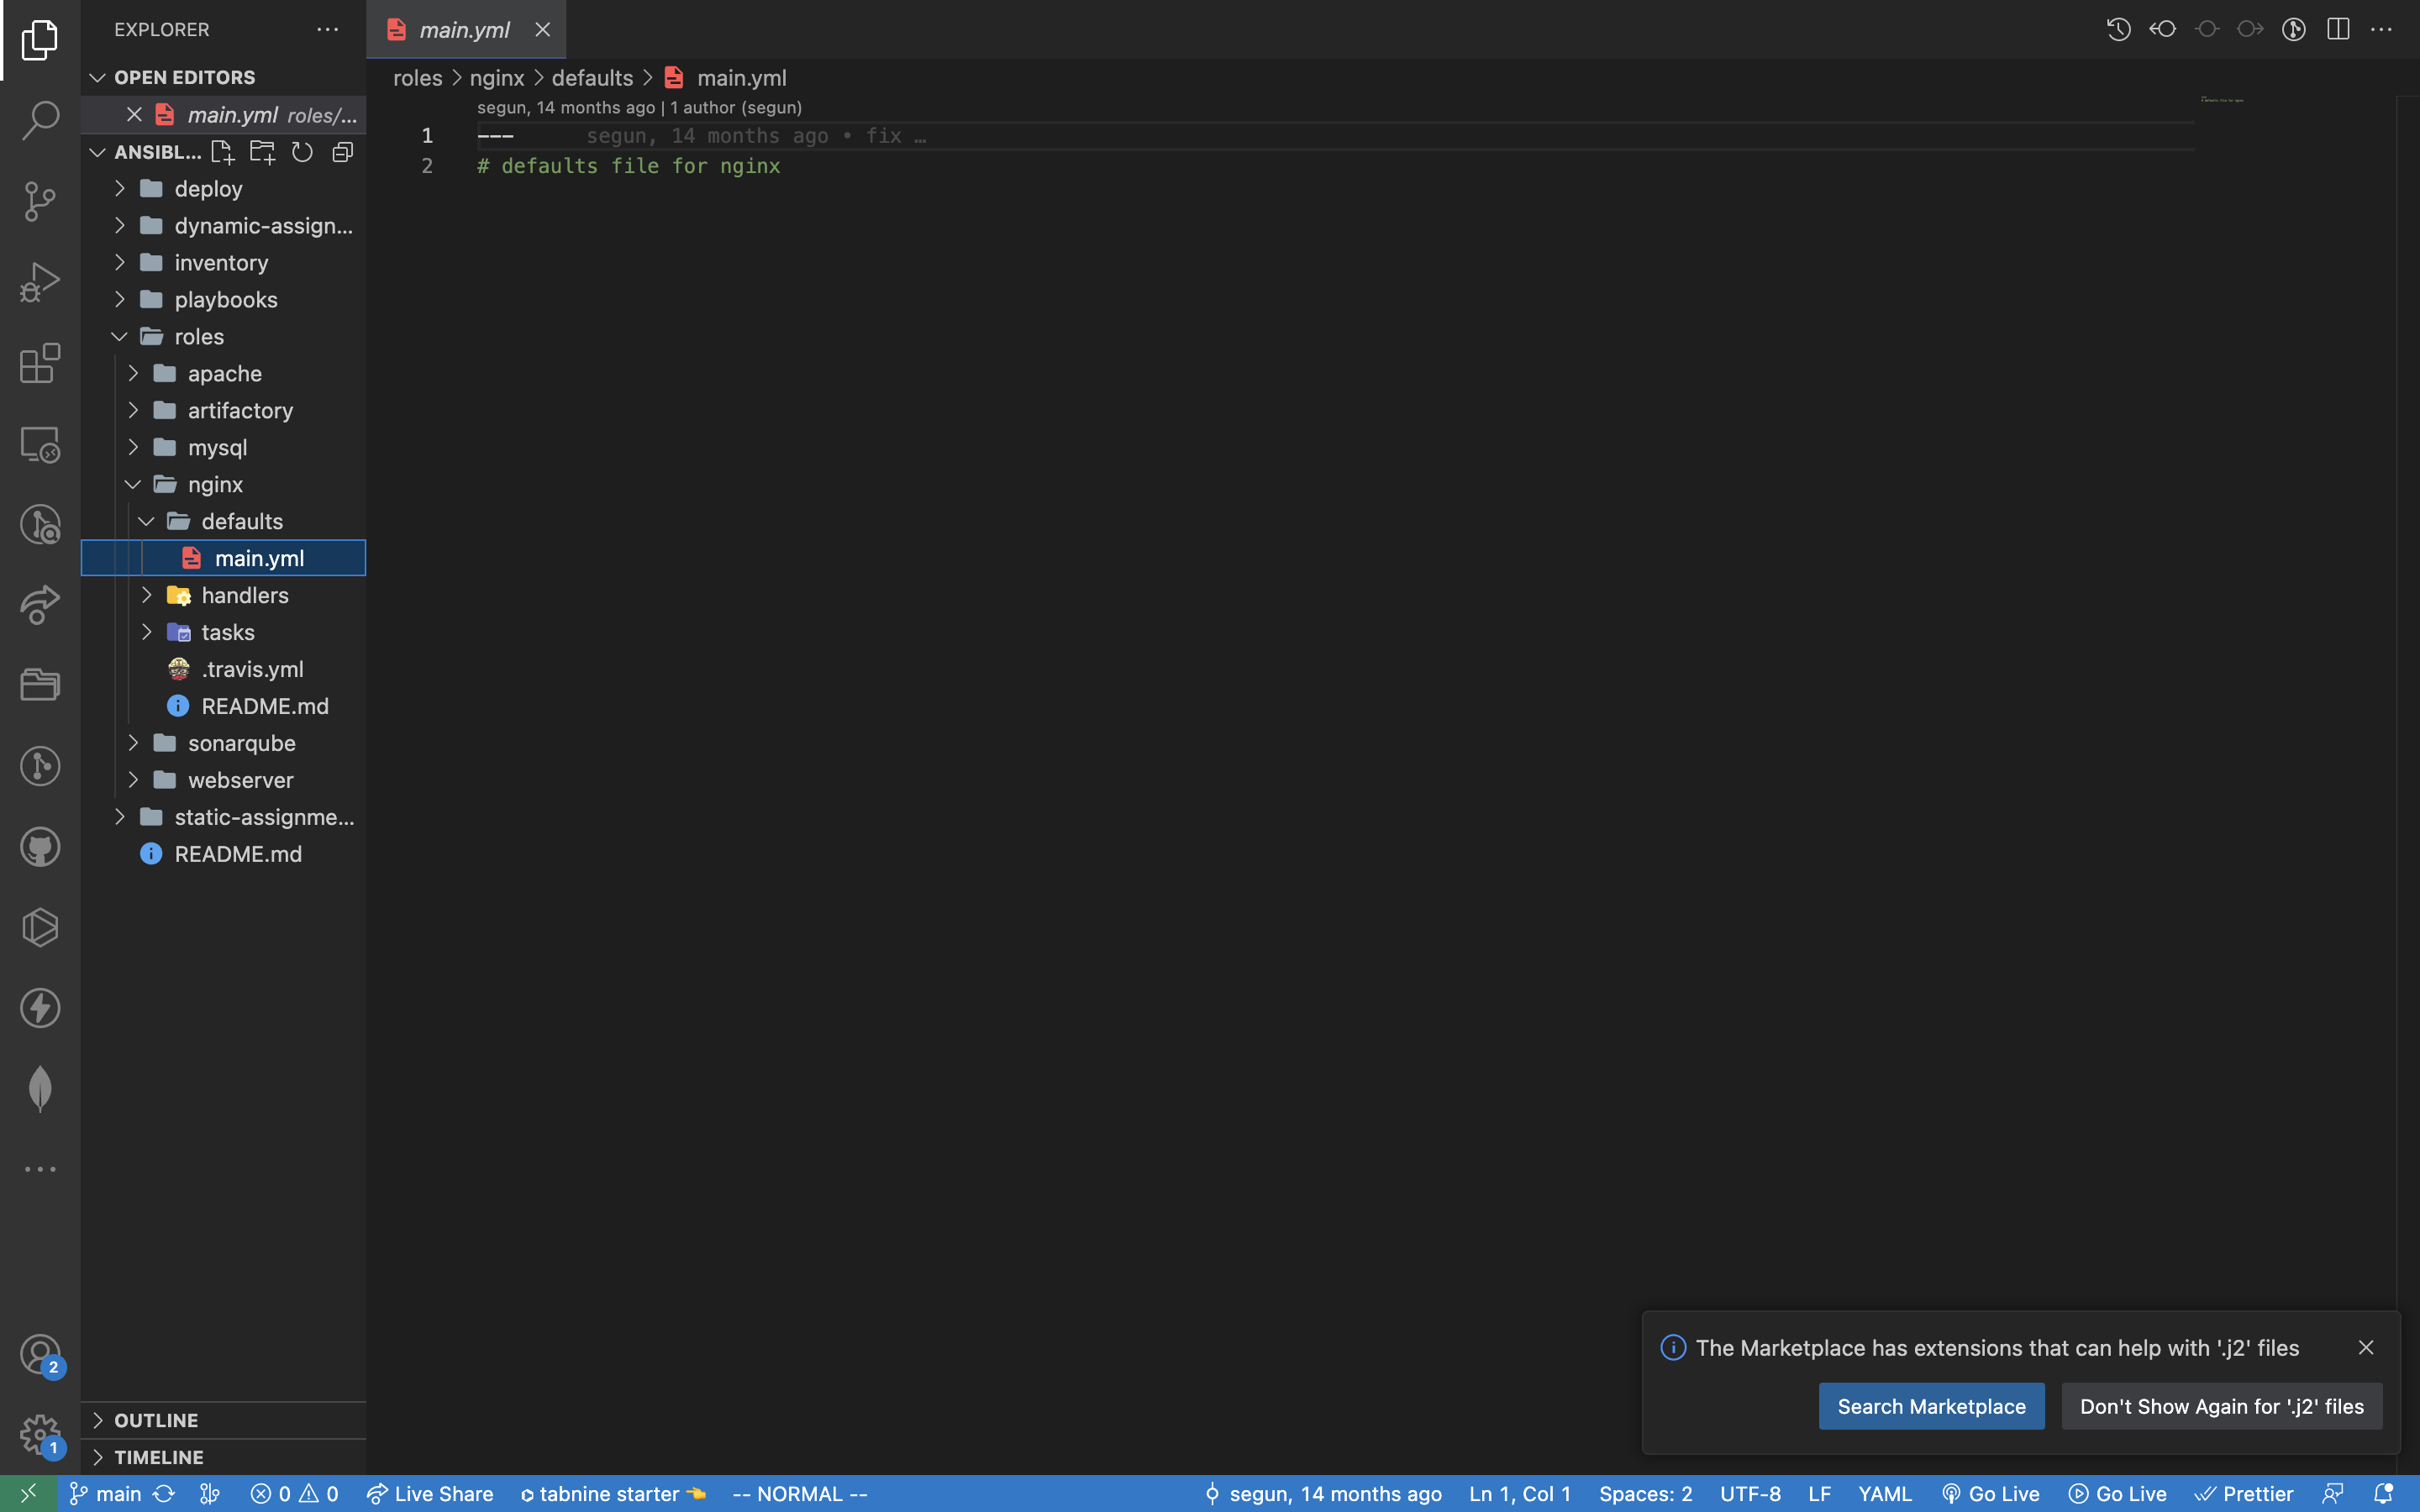 EXPLORER
OPEN EDITORS
main.yml roles/...
ANSIBL...
deploy
dynamic-assign...
inventory
playbooks
roles
apache
artifactory
mysql
nginx
defaults
main.yml
handlers
tasks
.travis.yml
README.md
sonarqube
webserver
static-assignme...
README.md
OUTLINE
TIMELINE
2
1
main.yml
roles > nginx > defaults > main.yml
segun, 14 months ago | 1 author (segun)
1 --- segun, 14 months ago • fix …
2 # defaults file for nginx
The Marketplace has extensions that can help with '.j2' files
Search Marketplace Don't Show Again for '.j2' files
main 0 0 Live Share tabnine starter -- NORMAL -- segun, 14 months ago Ln 1, Col 1 Spaces: 2 UTF-8 LF YAML Go Live Go Live Prettier